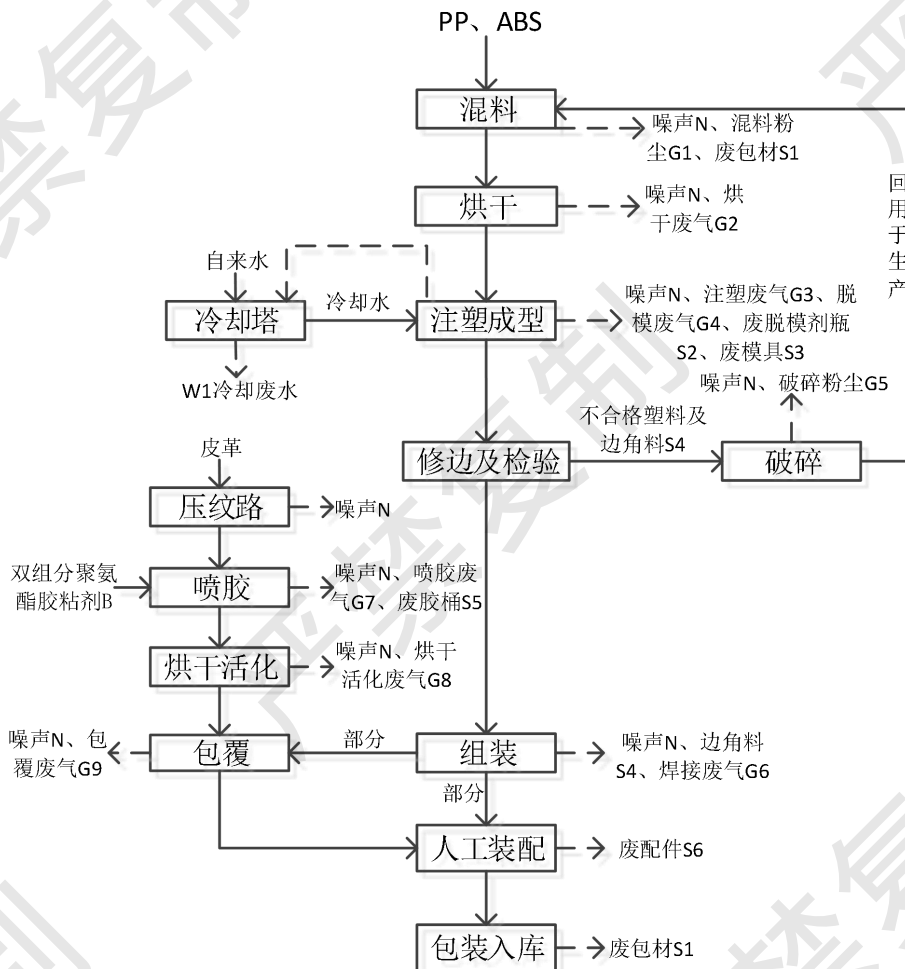 PP、ABS
混料
噪声N、混料粉
尘G1、废包材S1
回
用
于
生
产
烘干
噪声N、烘
干废气G2
自来水
冷却塔
冷却水
注塑成型
噪声N、注塑废气G3、脱
模废气G4、废脱模剂瓶
S2、废模具S3
W1冷却废水
噪声N、破碎粉尘G5
不合格塑料及
边角料S4
修边及检验
破碎
皮革
压纹路
噪声N
双组分聚氨
酯胶粘剂B
喷胶
噪声N、喷胶废
气G7、废胶桶S5
烘干活化
噪声N、烘干
活化废气G8
噪声N、包
覆废气G9
包覆
部分
组装
噪声N、边角料
S4、焊接废气G6
部分
人工装配
废配件S6
包装入库
废包材S1
严禁复制